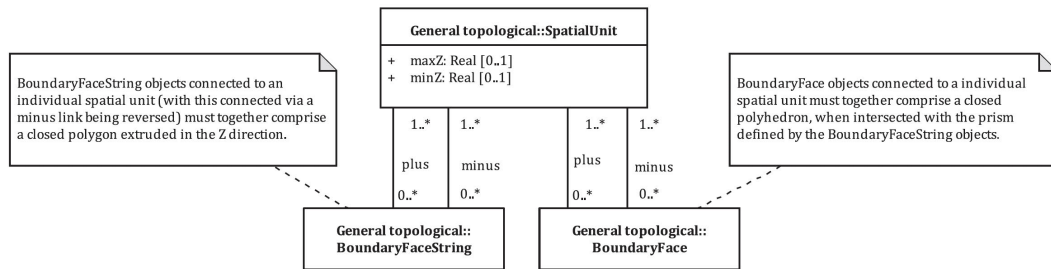 General topological::SpatialUnit
+ maxZ: Real [0..1]
+ minZ: Real [0..1]
BoundaryFaceString objects connected to an
individual spatial unit (with this connected via a
minus link being reversed) must together comprise
a closed polygon extruded in the Z direction.
BoundaryFace objects connected to a individual
spatial unit must together comprise a closed
polyhedron, when intersected with the prism
defined by the BoundaryFaceString objects.
1..* 1..* 1..* 1..*
plus minus plus minus
0..* 0..* 0..* 0..*
General topological::
BoundaryFaceString
General topological::
BoundaryFace